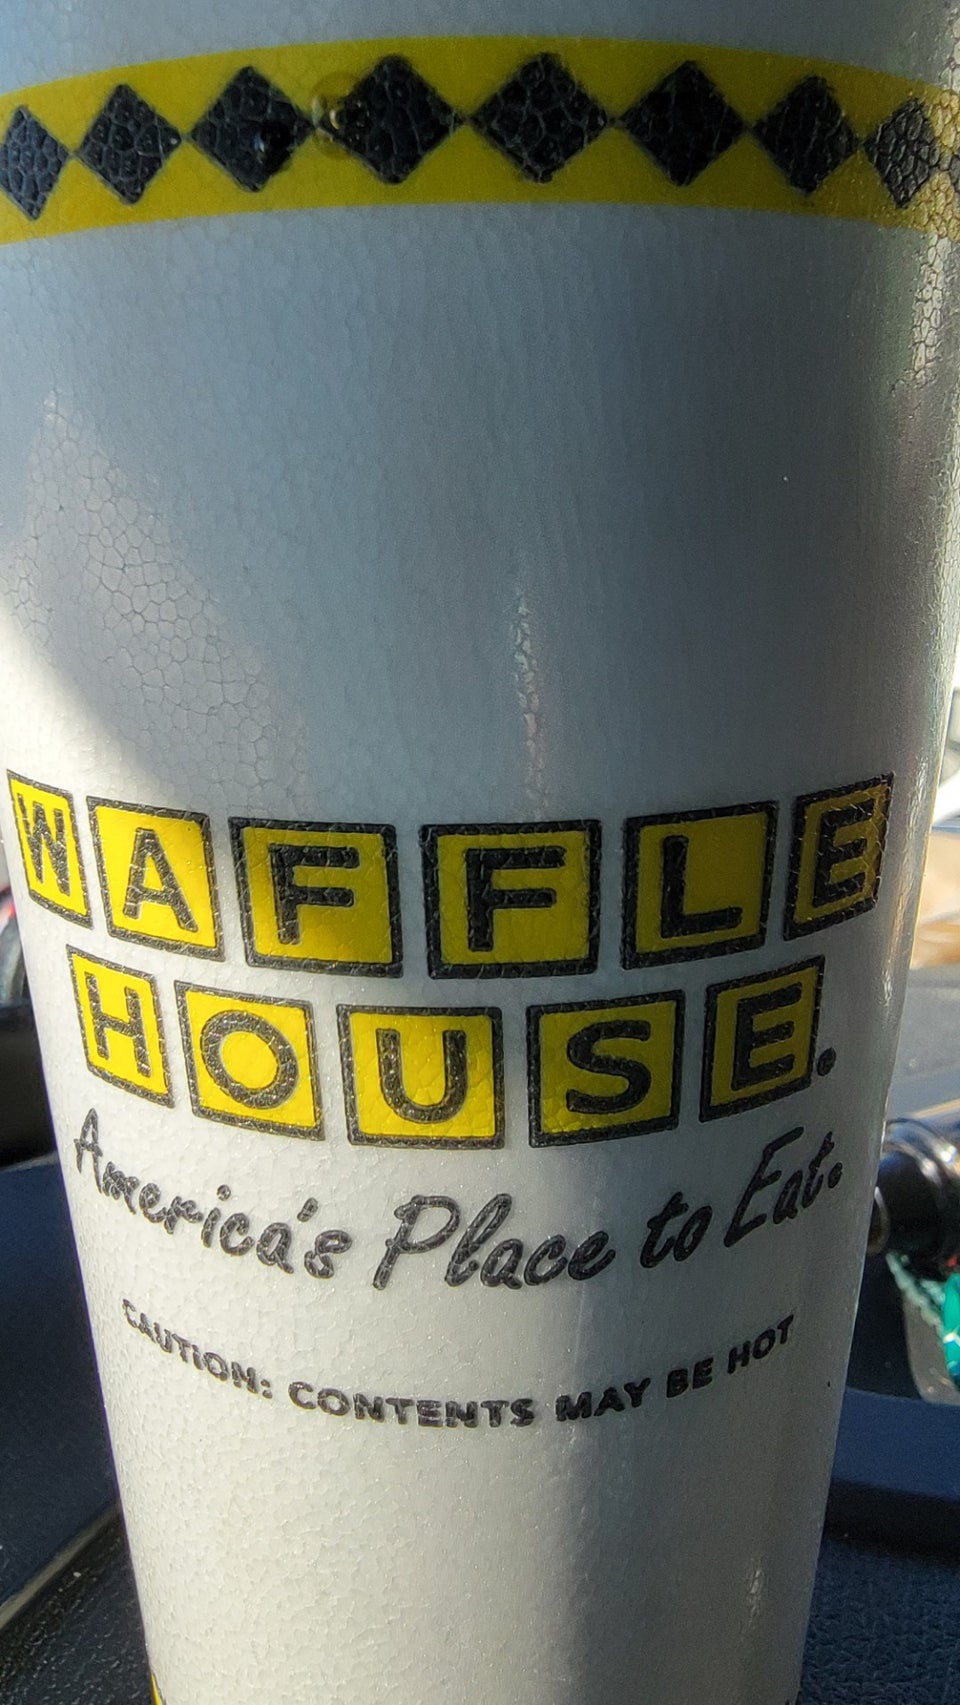 WAFFLE
HOUSE.
America's Place to Eat.
CAUTION: CONTENTS MAY BE HOT